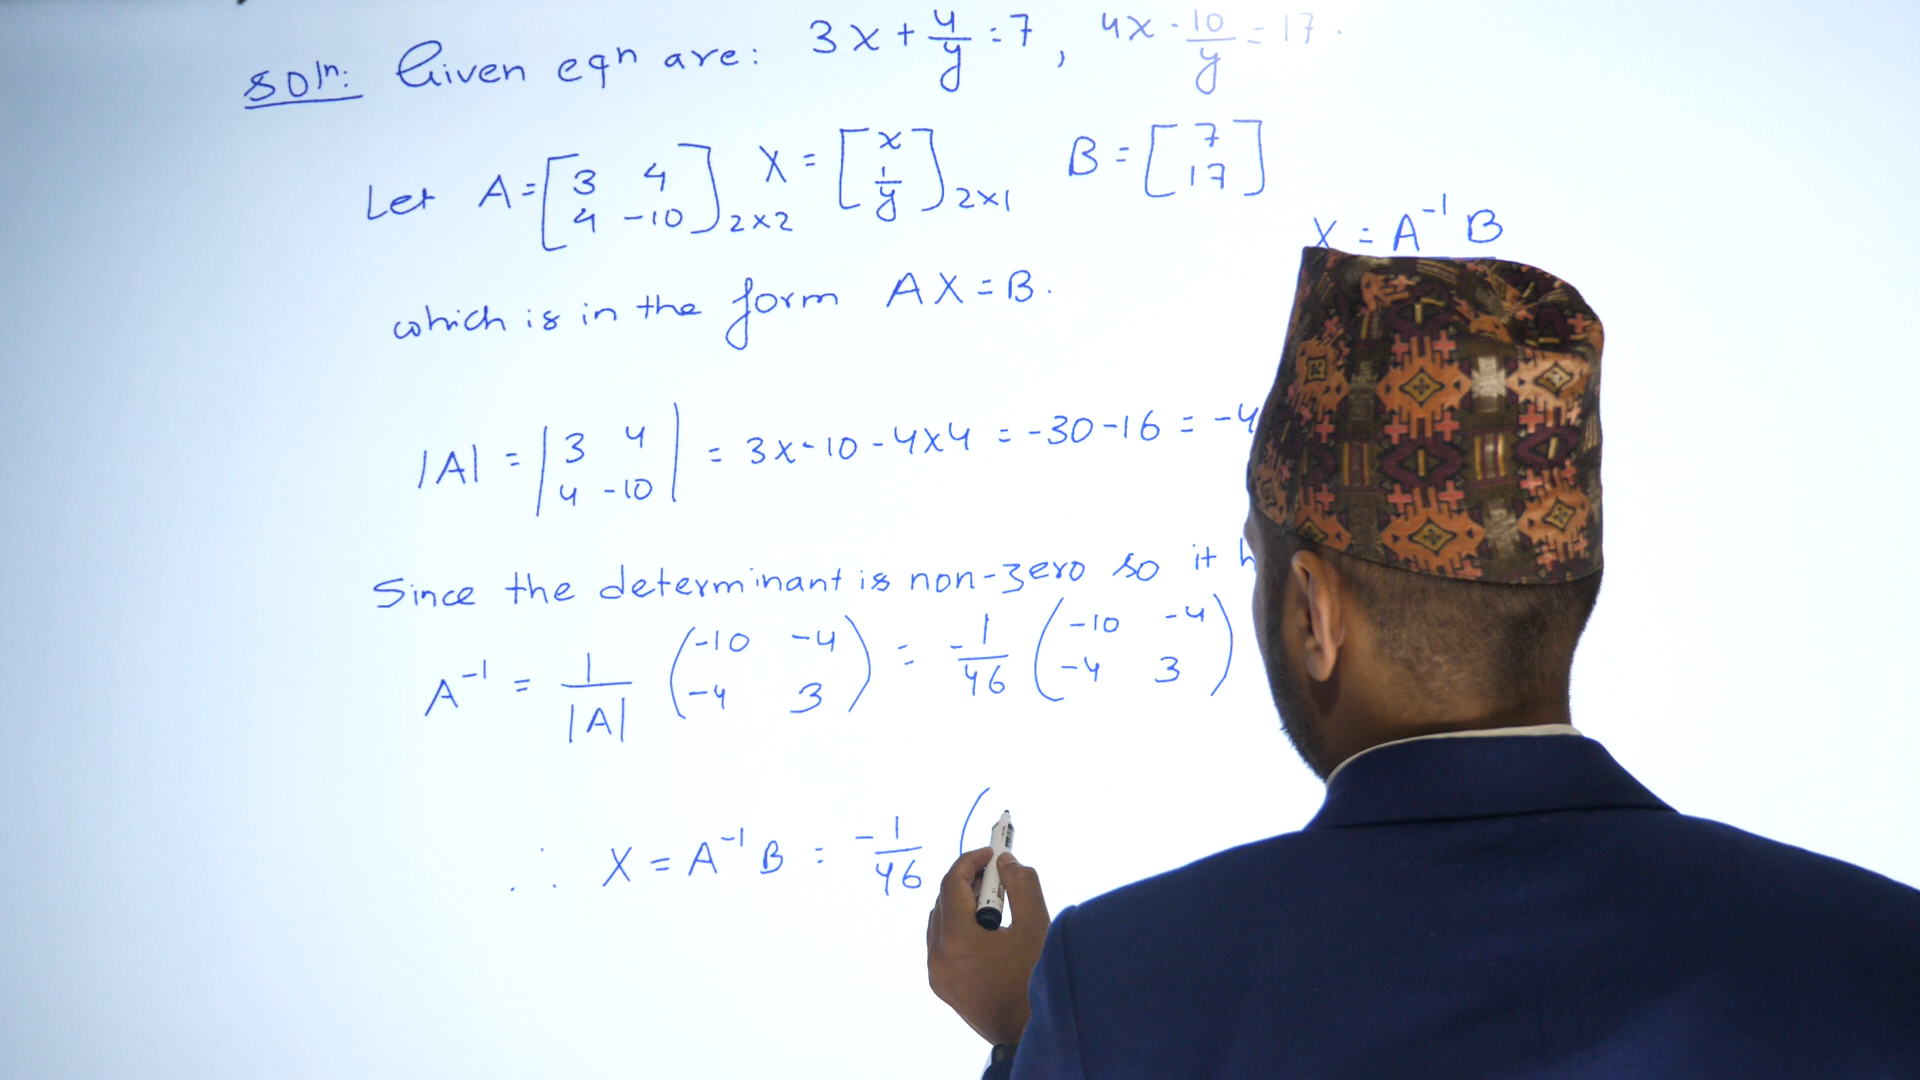 Soln: Given eqn are: 3x + 4/y = 7, 4x - 10/y = 17.
Let A = [3 4 4 -10]2x2 X = [x 1/y]2x1 B = [7 17]
X = A⁻¹ B
which is in the form AX = B.
|A| = |3 4 4 -10| = 3x-10 - 4x4 = -30-16 = -4
Since the determinant is non-zero so it
A⁻¹ = 1/|A| (-10 -4 -4 3) = -1/46 (-10 -4 -4 3)
∴ X = A⁻¹ B = -1/46 (